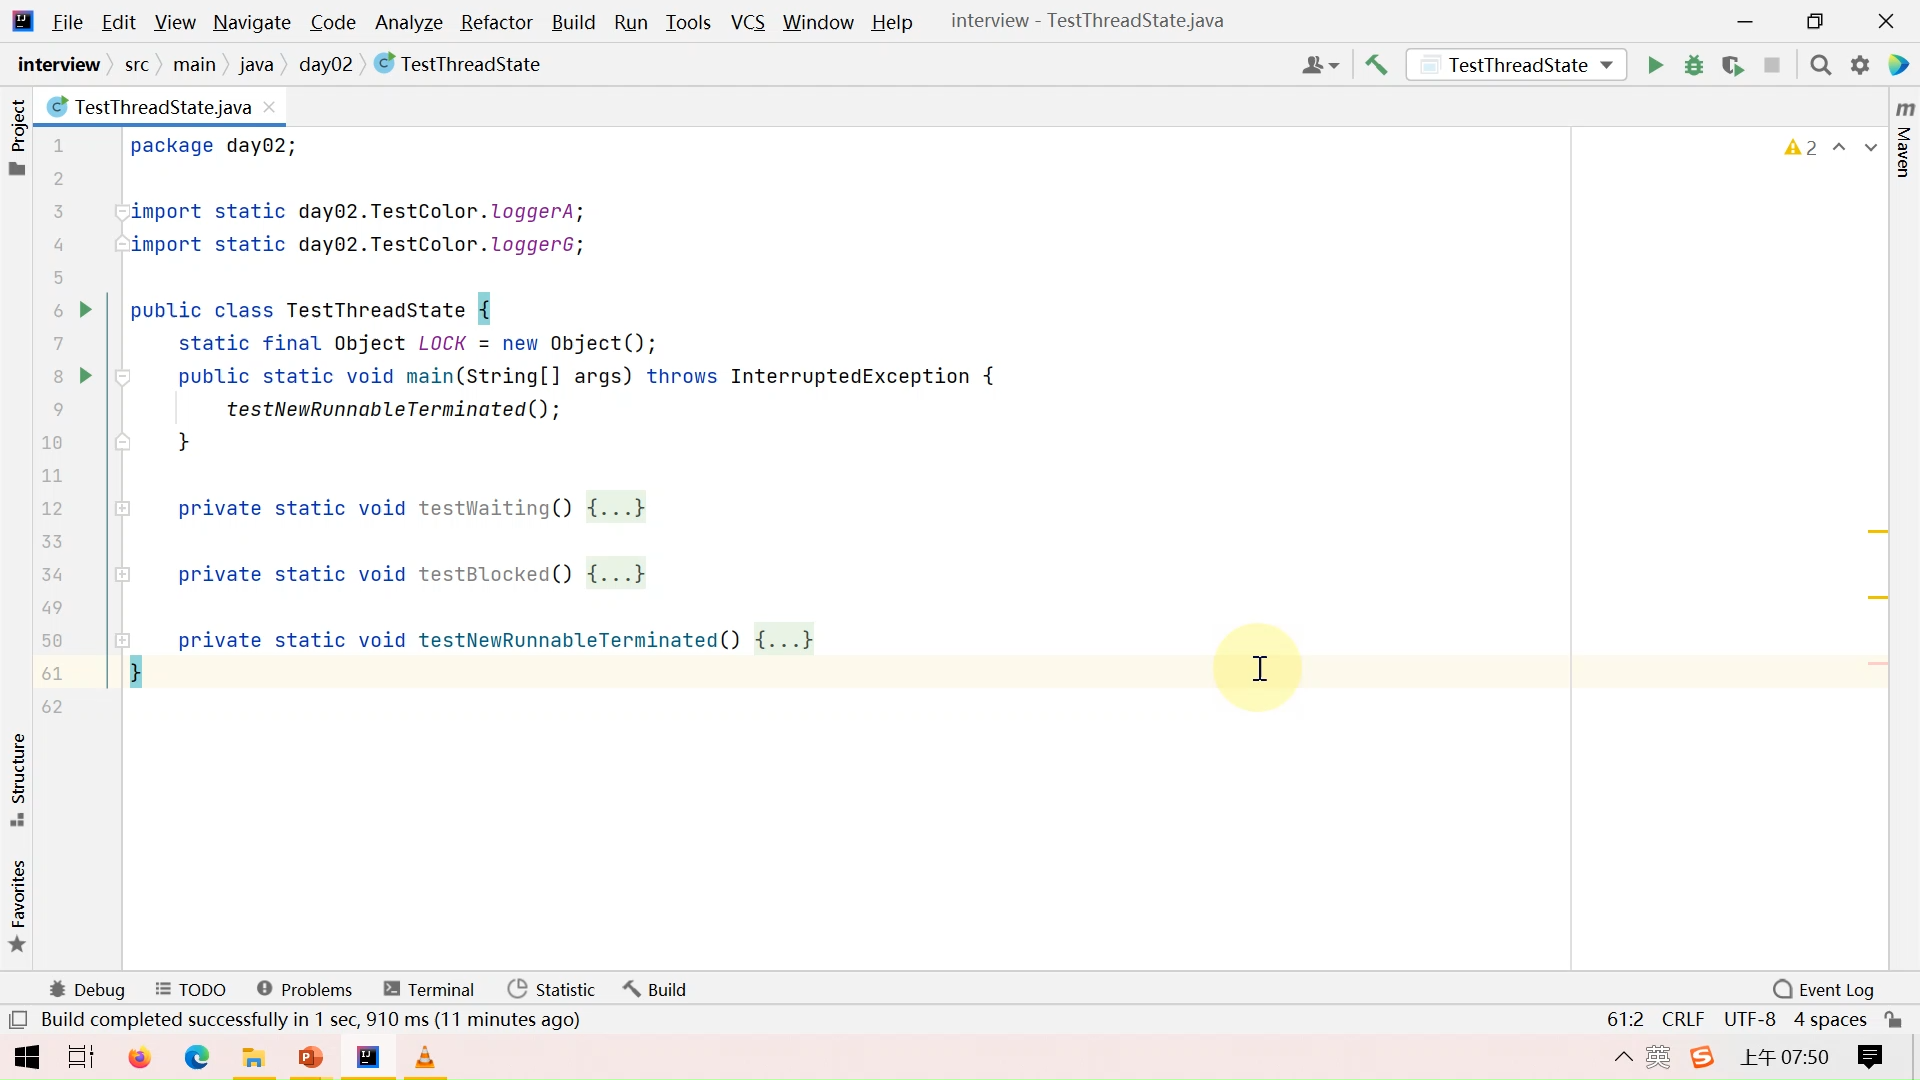 File Edit View Navigate Code Analyze Refactor Build Run Tools VCS Window Help interview - TestThreadState.java
interview src main java day02 TestThreadState TestThreadState
Project
TestThreadState.java
1 package day02;
2
3 import static day02.TestColor.loggerA;
4 import static day02.TestColor.loggerG;
5
6 public class TestThreadState {
7 static final Object LOCK = new Object();
8 public static void main(String[] args) throws InterruptedException {
9 testNewRunnableTerminated();
10 }
11
12 private static void testWaiting() {...}
33
34 private static void testBlocked() {...}
49
50 private static void testNewRunnableTerminated() {...}
61 }
62
2
m Maven
Structure
Favorites
Debug TODO Problems Terminal Statistic Build Event Log
Build completed successfully in 1 sec, 910 ms (11 minutes ago) 61:2 CRLF UTF-8 4 spaces
英 上午 07:50